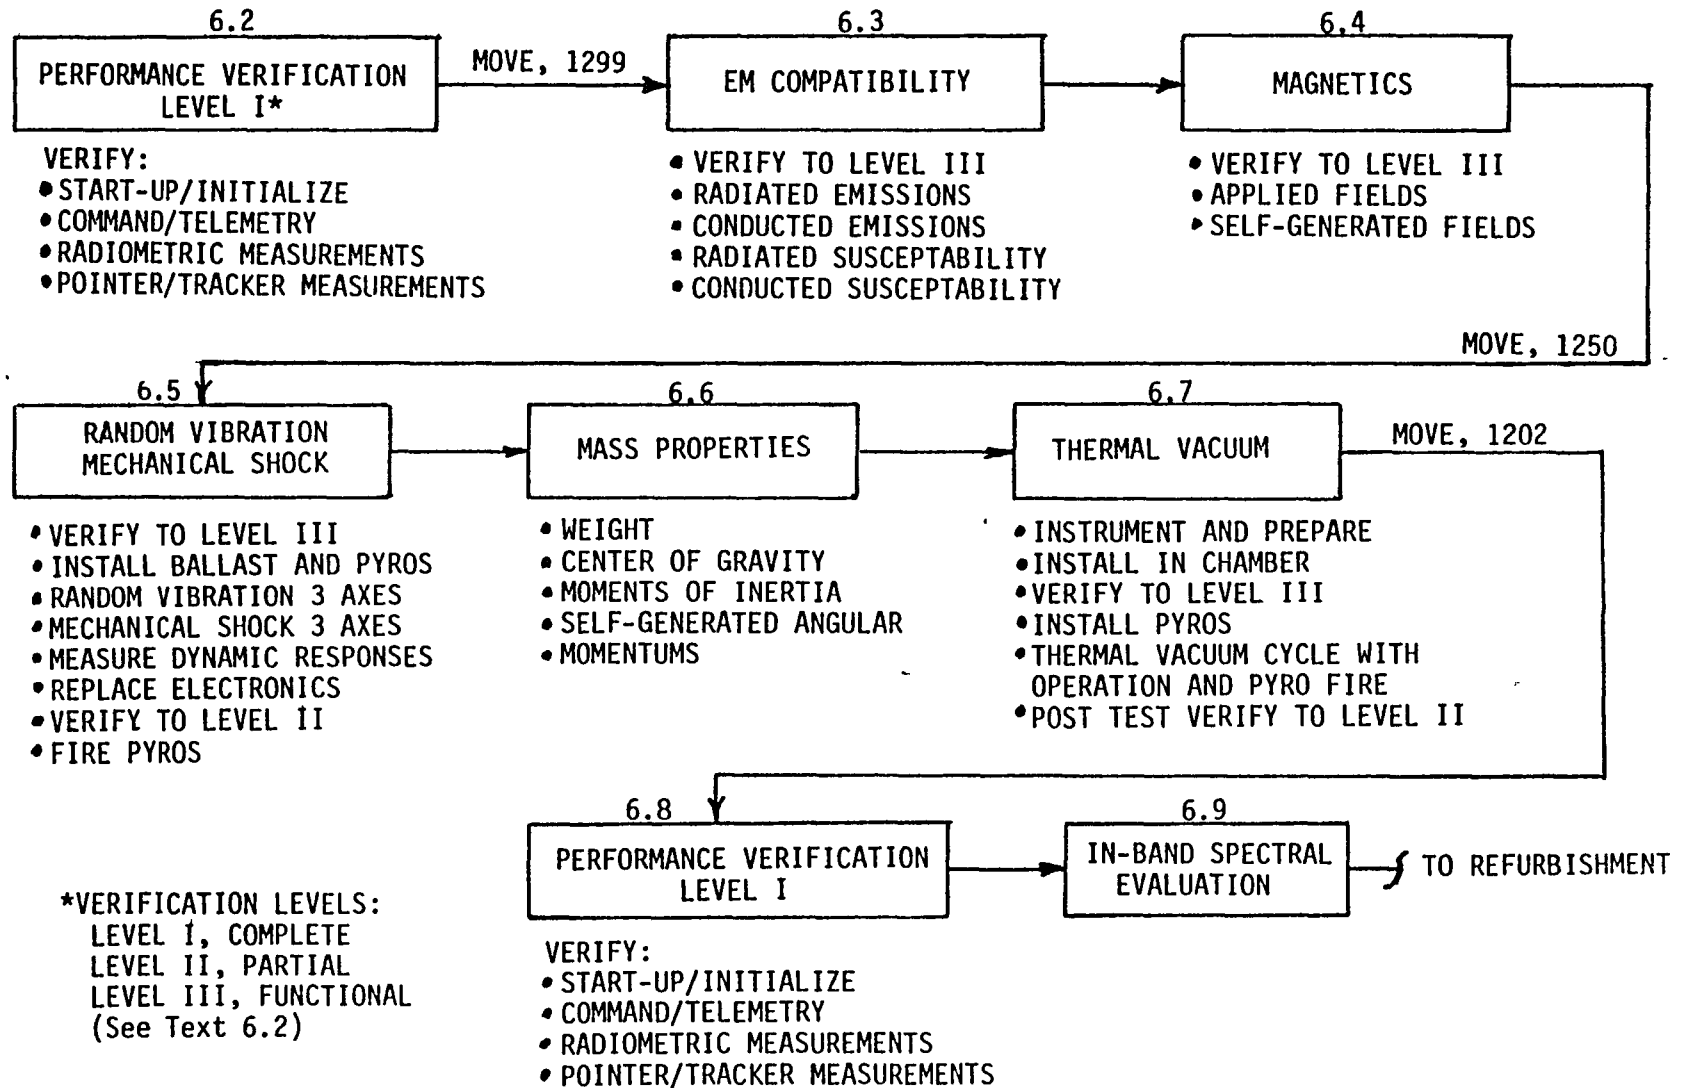 6.2
PERFORMANCE VERIFICATION
LEVEL I*
MOVE, 1299
VERIFY:
• START-UP/INITIALIZE
• COMMAND/TELEMETRY
• RADIOMETRIC MEASUREMENTS
• POINTER/TRACKER MEASUREMENTS
6.3
EM COMPATIBILITY
• VERIFY TO LEVEL III
• RADIATED EMISSIONS
• CONDUCTED EMISSIONS
• RADIATED SUSCEPTABILITY
• CONDUCTED SUSCEPTABILITY
6.4
MAGNETICS
• VERIFY TO LEVEL III
• APPLIED FIELDS
• SELF-GENERATED FIELDS
MOVE, 1250
6.5
RANDOM VIBRATION
MECHANICAL SHOCK
• VERIFY TO LEVEL III
• INSTALL BALLAST AND PYROS
• RANDOM VIBRATION 3 AXES
• MECHANICAL SHOCK 3 AXES
• MEASURE DYNAMIC RESPONSES
• REPLACE ELECTRONICS
• VERIFY TO LEVEL II
• FIRE PYROS
6.6
MASS PROPERTIES
• WEIGHT
• CENTER OF GRAVITY
• MOMENTS OF INERTIA
• SELF-GENERATED ANGULAR
• MOMENTUMS
6.7
THERMAL VACUUM
MOVE, 1202
• INSTRUMENT AND PREPARE
• INSTALL IN CHAMBER
• VERIFY TO LEVEL III
• INSTALL PYROS
• THERMAL VACUUM CYCLE WITH
OPERATION AND PYRO FIRE
• POST TEST VERIFY TO LEVEL II
6.8
PERFORMANCE VERIFICATION
LEVEL I
VERIFY:
• START-UP/INITIALIZE
• COMMAND/TELEMETRY
• RADIOMETRIC MEASUREMENTS
• POINTER/TRACKER MEASUREMENTS
6.9
IN-BAND SPECTRAL
EVALUATION
TO REFURBISHMENT
*VERIFICATION LEVELS:
LEVEL I, COMPLETE
LEVEL II, PARTIAL
LEVEL III, FUNCTIONAL
(See Text 6.2)